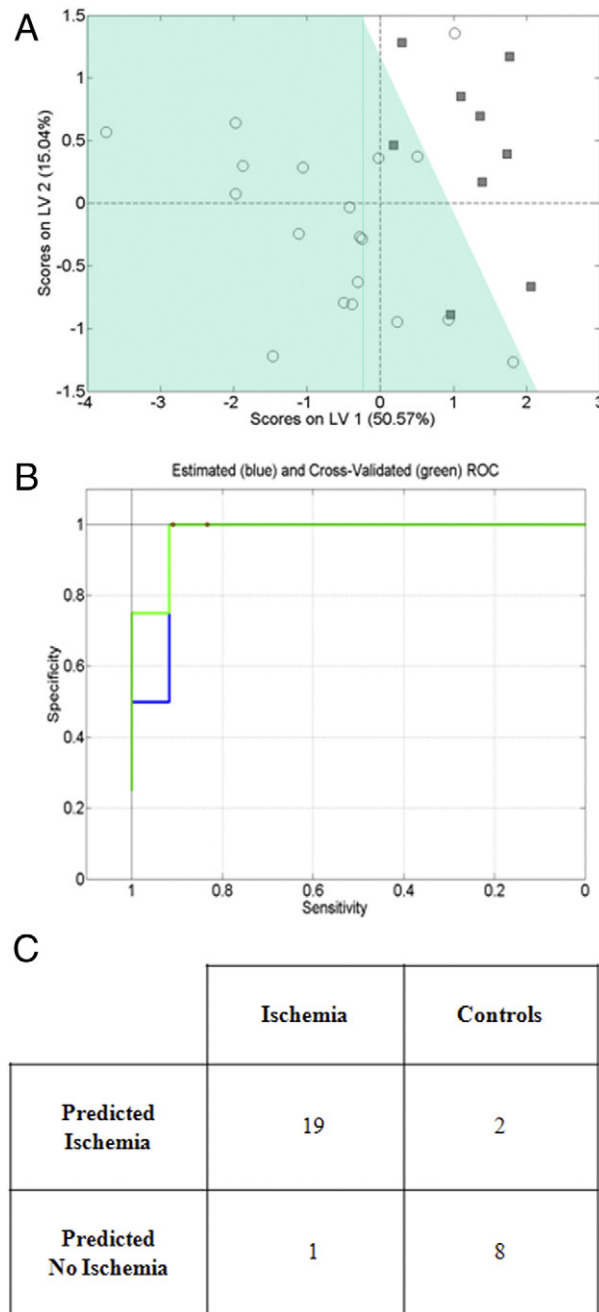 A
1.5
1
0.5
0
-0.5
-1
-1.5
Scores on LV 2 (15.04%)
-4 -3 -2 -1 0 1 2 3
Scores on LV 1 (50.57%)
B
Estimated (blue) and Cross-Validated (green) ROC
1
0.8
0.6
0.4
0.2
0
Specificity
1 0.8 0.6 0.4 0.2 0
Sensitivity
C
Ischemia Controls
Predicted
Ischemia
19 2
Predicted
No Ischemia
1 8